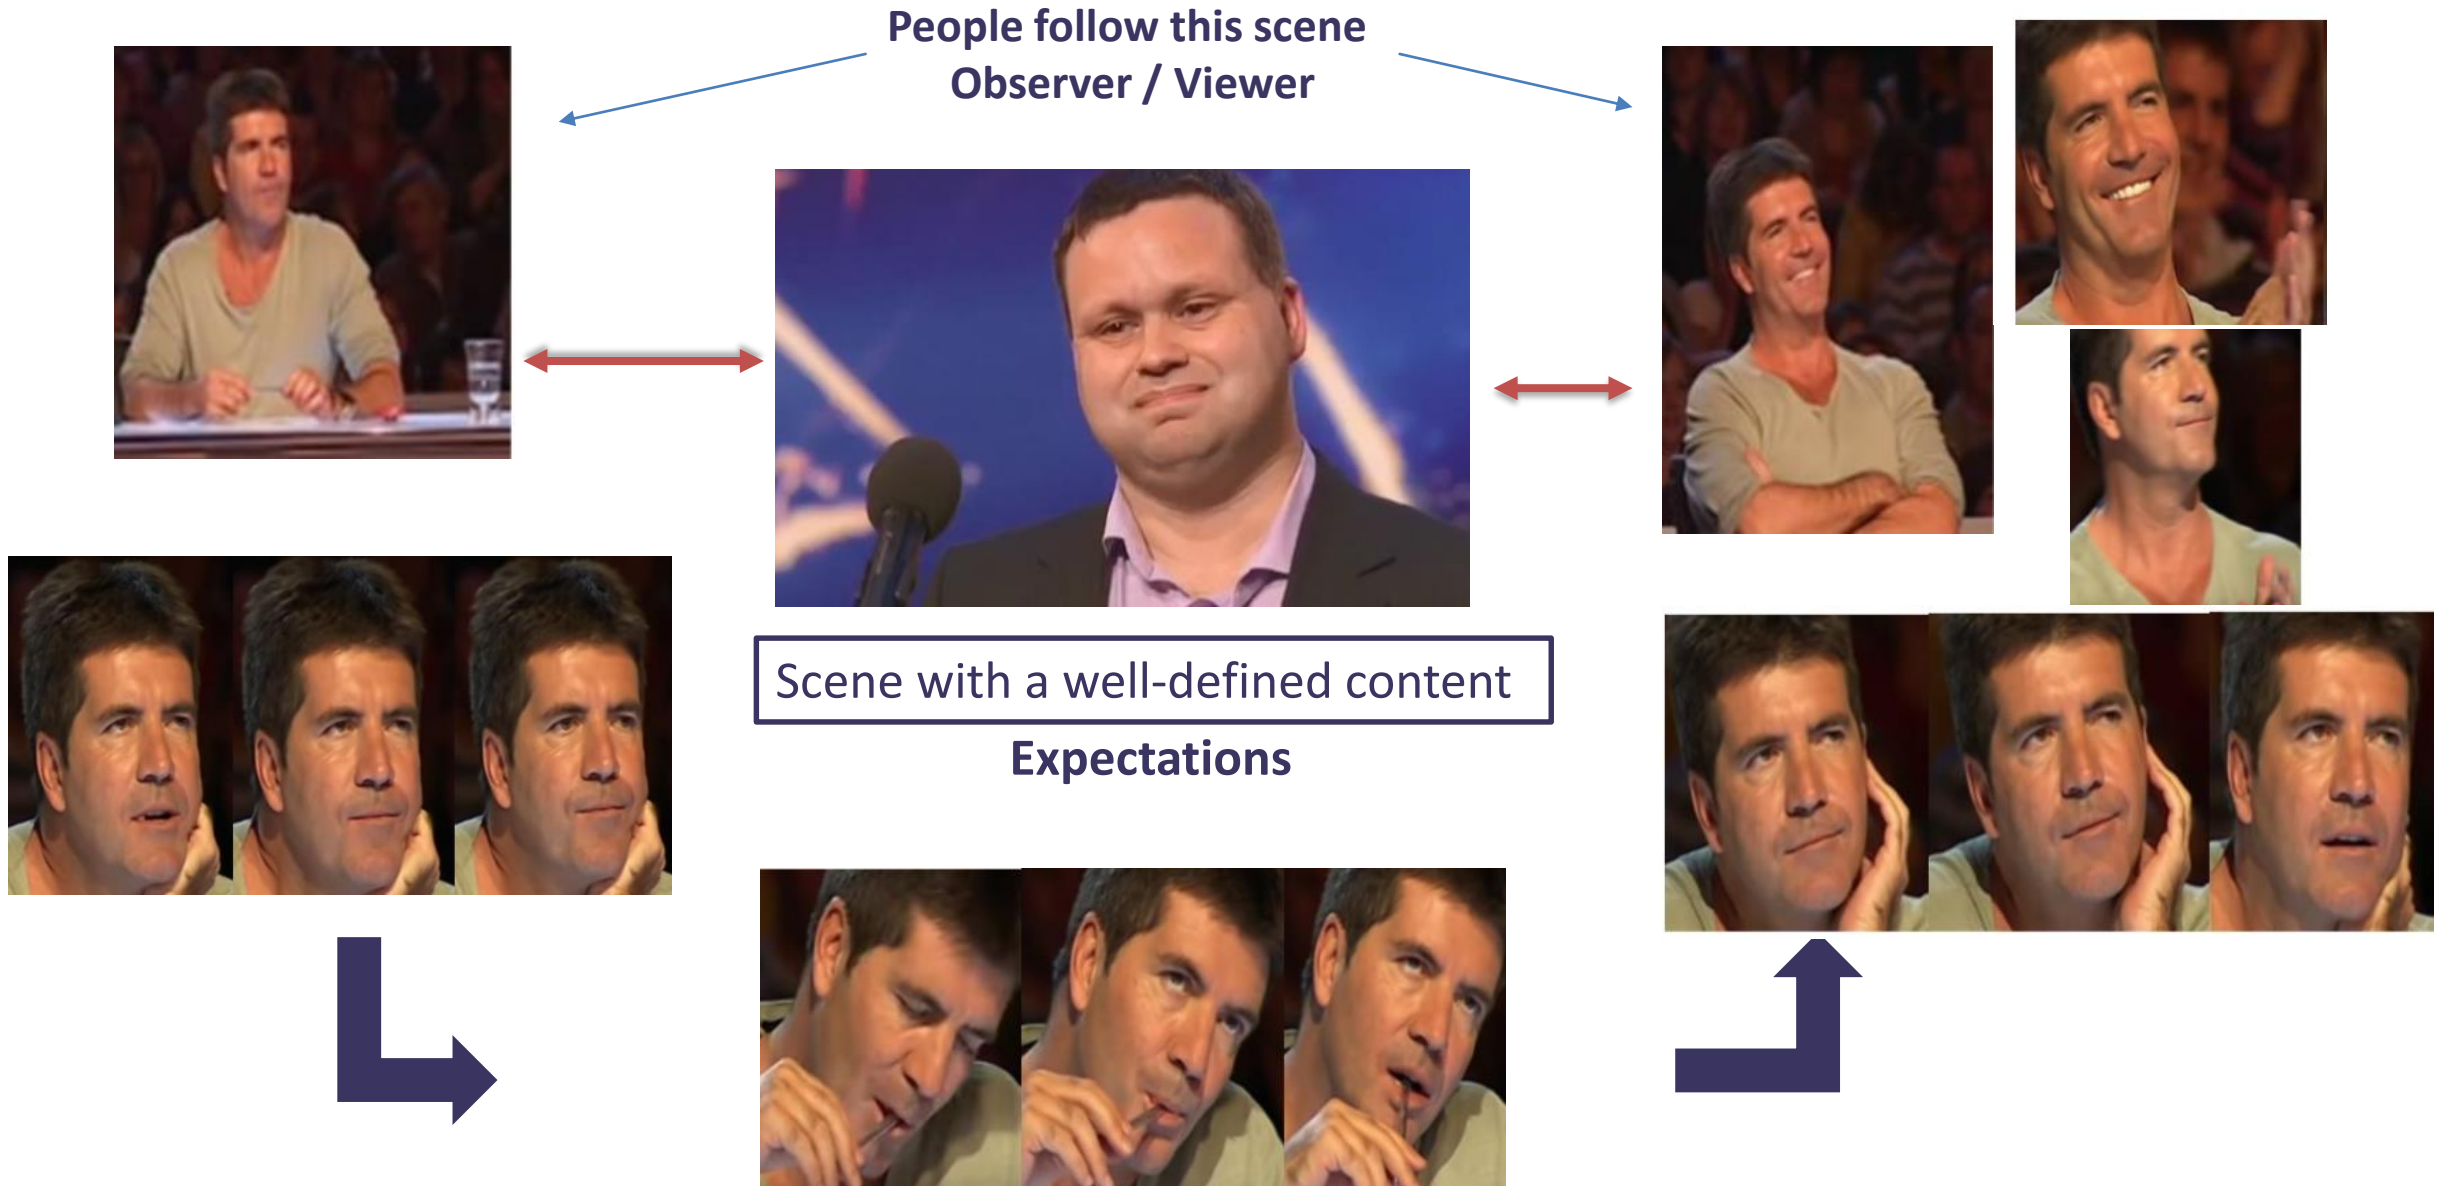 People follow this scene
Observer / Viewer
Scene with a well-defined content
Expectations